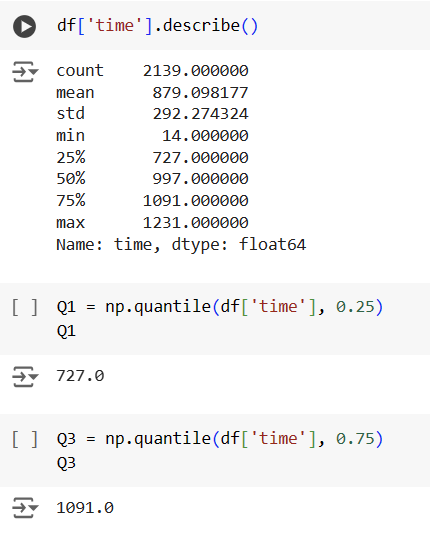 df['time'].describe()
count    2139.000000
mean      879.098177
std       292.274324
min        14.000000
25%       727.000000
50%       997.000000
75%      1091.000000
max      1231.000000
Name: time, dtype: float64
[ ] Q1 = np.quantile(df['time'], 0.25)
Q1
727.0
[ ] Q3 = np.quantile(df['time'], 0.75)
Q3
1091.0